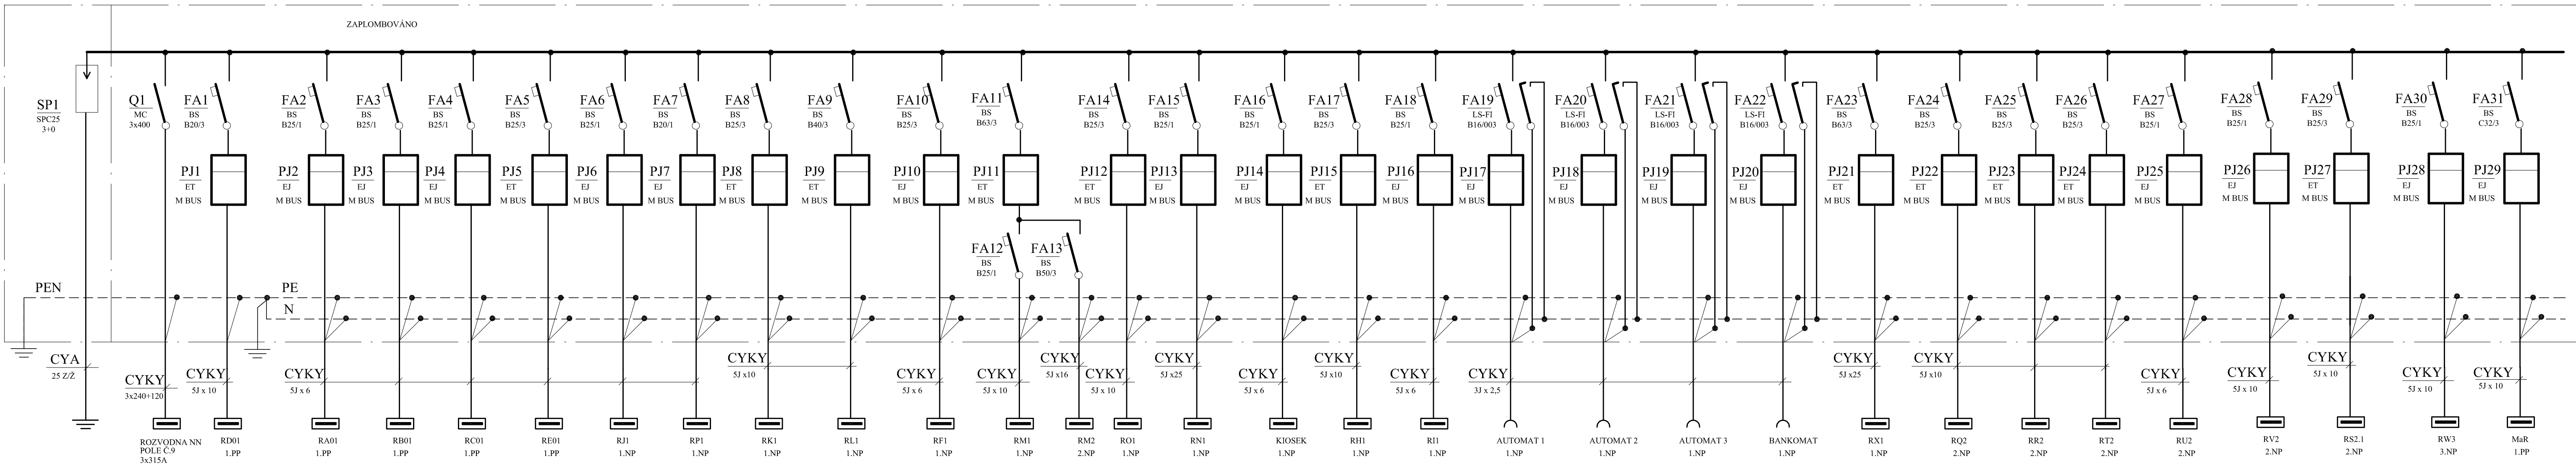 ZAPLOMBOVÁNO
SP1
SPC25
3+0
Q1
MC
3x400
FA1
BS
B20/3
FA2
BS
B25/1
FA3
BS
B25/1
FA4
BS
B25/1
FA5
BS
B25/3
FA6
BS
B25/1
FA7
BS
B20/1
FA8
BS
B25/3
FA9
BS
B40/3
FA10
BS
B25/3
FA11
BS
B63/3
FA14
BS
B25/3
FA15
BS
B25/1
FA16
BS
B25/1
FA17
BS
B25/3
FA18
BS
B25/1
FA19
LS-FI
B16/003
FA20
LS-FI
B16/003
FA21
LS-FI
B16/003
FA22
LS-FI
B16/003
FA23
BS
B63/3
FA24
BS
B25/3
FA25
BS
B25/3
FA26
BS
B25/3
FA27
BS
B25/1
FA28
BS
B25/1
FA29
BS
B25/3
FA30
BS
B25/1
FA31
BS
C32/3
PJ1
ET
M BUS
PJ2
EJ
M BUS
PJ3
EJ
M BUS
PJ4
EJ
M BUS
PJ5
ET
M BUS
PJ6
EJ
M BUS
PJ7
EJ
M BUS
PJ8
ET
M BUS
PJ9
ET
M BUS
PJ10
EJ
M BUS
PJ11
ET
M BUS
PJ12
ET
M BUS
PJ13
EJ
M BUS
PJ14
EJ
M BUS
PJ15
ET
M BUS
PJ16
EJ
M BUS
PJ17
EJ
M BUS
PJ18
EJ
M BUS
PJ19
EJ
M BUS
PJ20
EJ
M BUS
PJ21
ET
M BUS
PJ22
ET
M BUS
PJ23
ET
M BUS
PJ24
ET
M BUS
PJ25
EJ
M BUS
PJ26
EJ
M BUS
PJ27
ET
M BUS
PJ28
EJ
M BUS
PJ29
EJ
M BUS
FA12
BS
B25/1
FA13
BS
B50/3
PEN
PE
N
CYA
25 Z/Ž
CYKY
3x240+120
CYKY
5J x 10
CYKY
5J x 6
CYKY
5J x10
CYKY
5J x 6
CYKY
5J x 10
CYKY
5J x16
CYKY
5J x 10
CYKY
5J x25
CYKY
5J x 6
CYKY
5J x10
CYKY
5J x 6
CYKY
3J x 2,5
CYKY
5J x25
CYKY
5J x10
CYKY
5J x 6
CYKY
5J x 10
CYKY
5J x 10
CYKY
5J x 10
CYKY
5J x 10
ROZVODNA NN
POLE Č.9
3x315A
RD01
1.PP
RA01
1.PP
RB01
1.PP
RC01
1.PP
RE01
1.PP
RJ1
1.NP
RP1
1.NP
RK1
1.NP
RL1
1.NP
RF1
1.NP
RM1
1.NP
RM2
2.NP
RO1
1.NP
RN1
1.NP
KIOSEK
1.NP
RH1
1.NP
RI1
1.NP
AUTOMAT 1
1.NP
AUTOMAT 2
1.NP
AUTOMAT 3
1.NP
BANKOMAT
1.NP
RX1
1.NP
RQ2
2.NP
RR2
2.NP
RT2
2.NP
RU2
2.NP
RV2
2.NP
RS2.1
2.NP
RW3
3.NP
MaR
1.PP